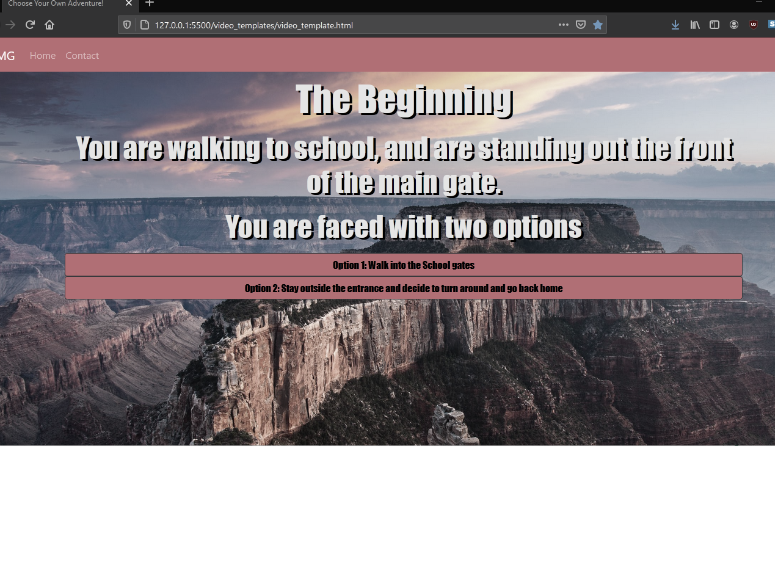 Choose Your Own Adventure!
127.0.0.1:5500/video_templates/video_template.html
MG Home Contact
The Beginning
You are walking to school, and are standing out the front
of the main gate.
You are faced with two options
Option 1: Walk into the School gates
Option 2: Stay outside the entrance and decide to turn around and go back home